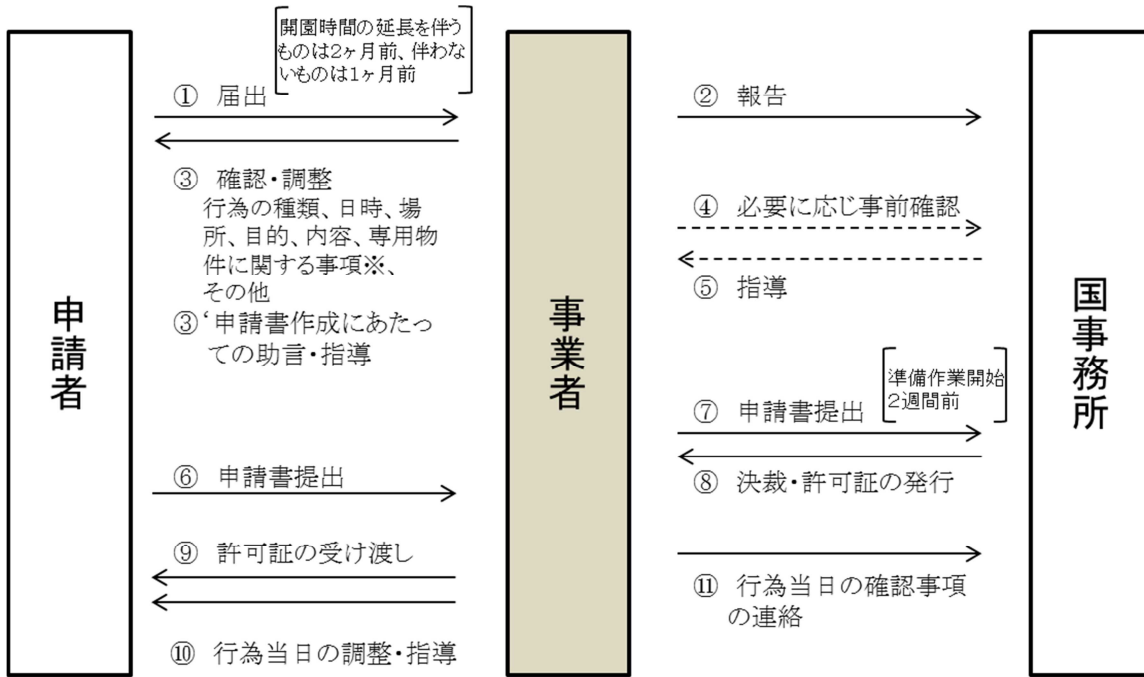 開園時間の延長を伴う
ものは2ヶ月前、伴わな
いものは1ヶ月前
① 届出
③ 確認・調整
行為の種類、日時、場
所、目的、内容、専用物
件に関する事項※、
その他
③‘申請書作成にあたっ
ての助言・指導
⑥ 申請書提出
⑨ 許可証の受け渡し
⑩ 行為当日の調整・指導
申請者
事業者
② 報告
④ 必要に応じ事前確認
⑤ 指導
準備作業開始
2週間前
⑦ 申請書提出
⑧ 決裁・許可証の発行
⑪ 行為当日の確認事項
の連絡
国事務所